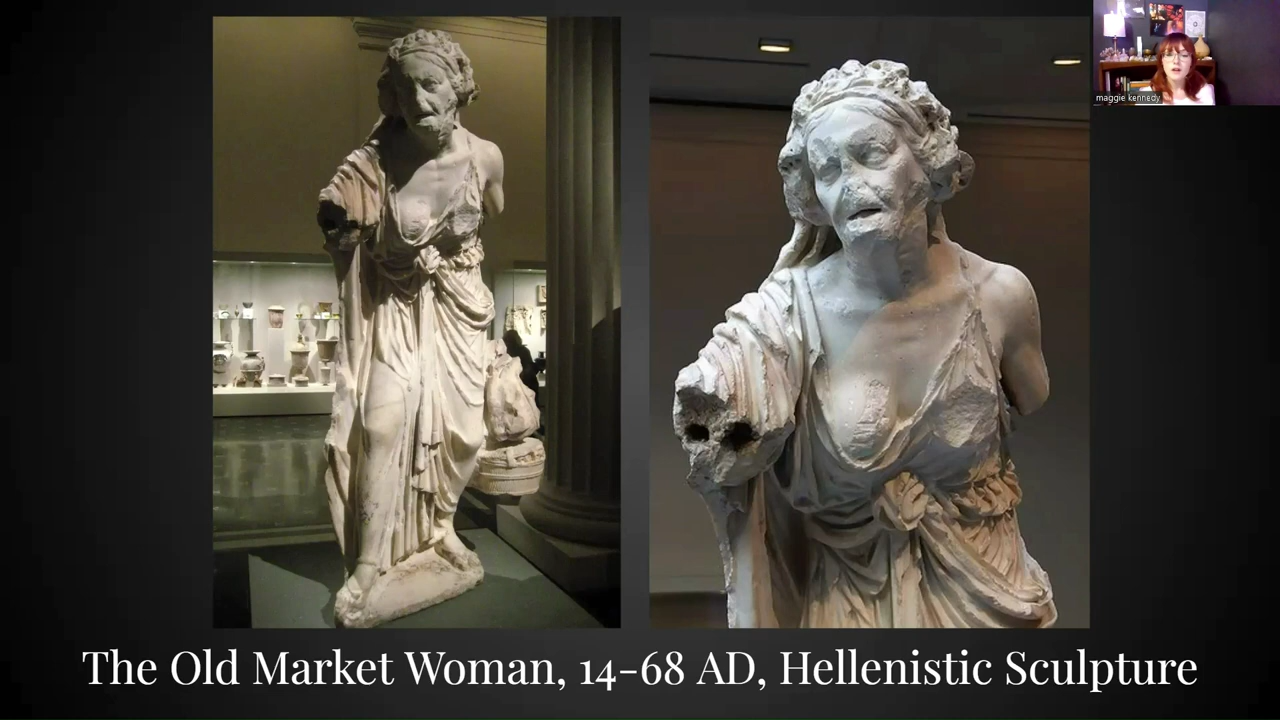 maggie kennedy
The Old Market Woman, 14-68 AD, Hellenistic Sculpture